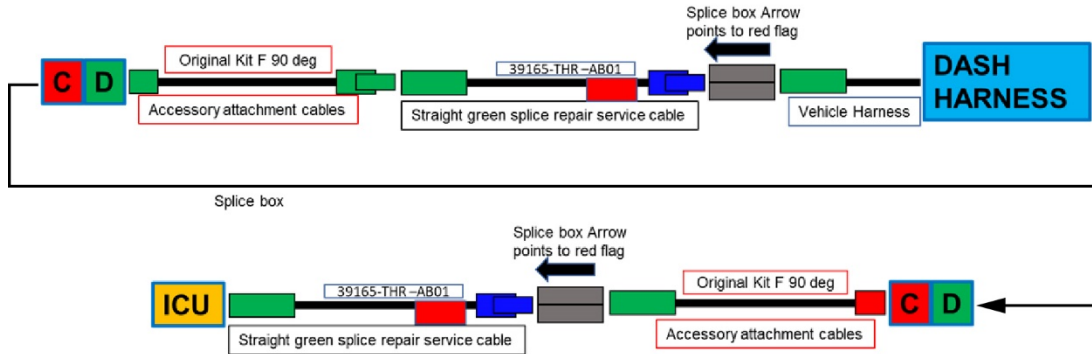 Splice box Arrow
points to red flag
Original Kit F 90 deg
39165-THR –AB01
C D
DASH
HARNESS
Accessory attachment cables
Straight green splice repair service cable
Vehicle Harness
Splice box
Splice box Arrow
points to red flag
Original Kit F 90 deg
39165-THR –AB01
ICU
C D
Straight green splice repair service cable
Accessory attachment cables